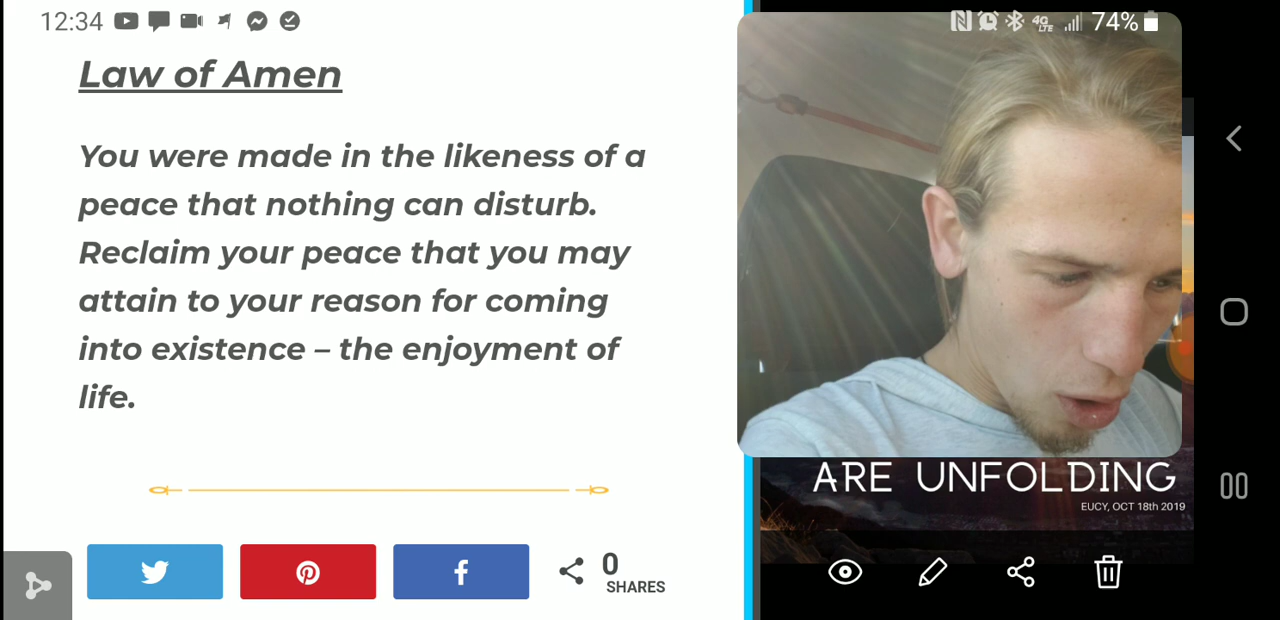 12:34
4G LTE 74%
Law of Amen
You were made in the likeness of a
peace that nothing can disturb.
Reclaim your peace that you may
attain to your reason for coming
into existence – the enjoyment of
life.
0
SHARES
ARE UNFOLDING
EUCY, OCT 18th 2019